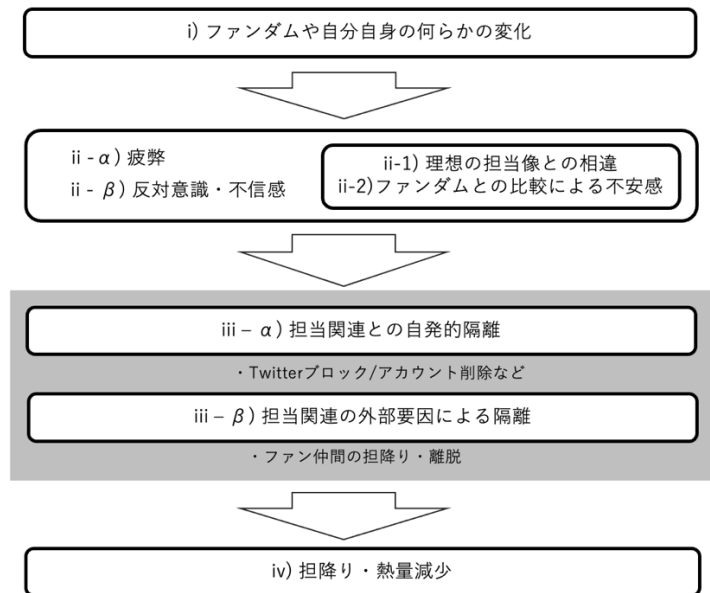 i) ファンダムや自分自身の何らかの変化
ii -α) 疲弊
ii - β) 反対意識・不信感
ii-1) 理想の担当像との相違
ii-2)ファンダムとの比較による不安感
iii – α) 担当関連との自発的隔離
・Twitterブロック/アカウント削除など
iii – β) 担当関連の外部要因による隔離
・ファン仲間の担降り・離脱
iv) 担降り・熱量減少